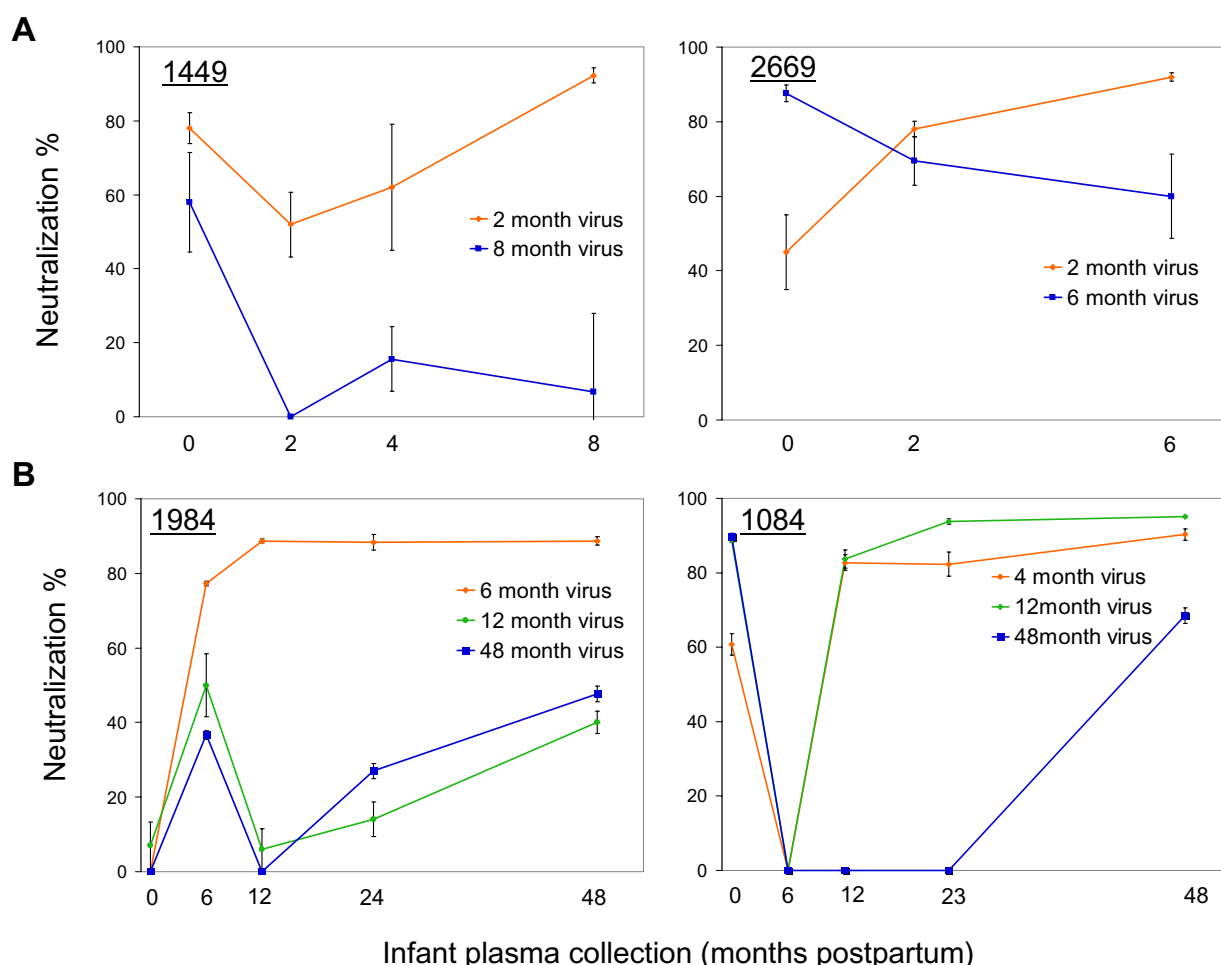 A
1449
100
80
60
40
20
0
0 2 4 8
2 month virus
8 month virus
2669
100
80
60
40
20
0
0 2 6
2 month virus
6 month virus
Neutralization %
B
1984
100
80
60
40
20
0
0 6 12 24 48
6 month virus
12 month virus
48 month virus
1084
100
80
60
40
20
0
0 6 12 23 48
4 month virus
12month virus
48month virus
Neutralization %
Infant plasma collection (months postpartum)